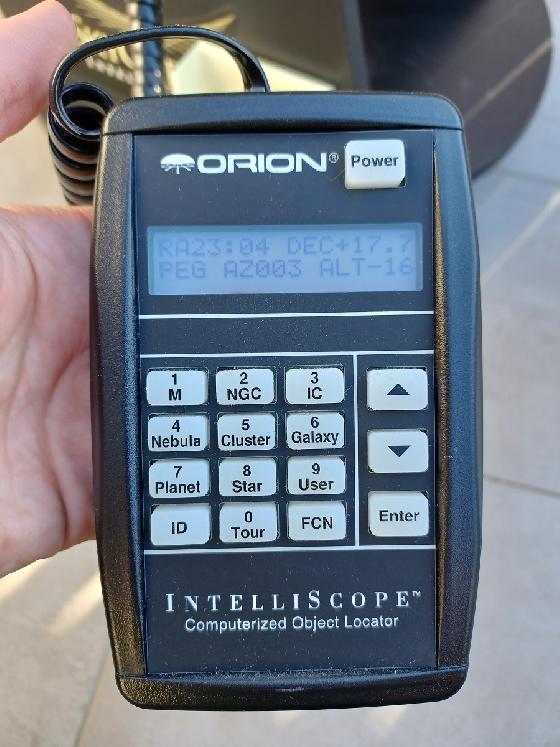 ORION®
Power
RA23:04 DEC+17.7
PEG AZ003 ALT-16
1
M
2
NGC
3
IC
4
Nebula
5
Cluster
6
Galaxy
7
Planet
8
Star
9
User
ID
0
Tour
FCN
Enter
INTELLISCOPE™
Computerized Object Locator